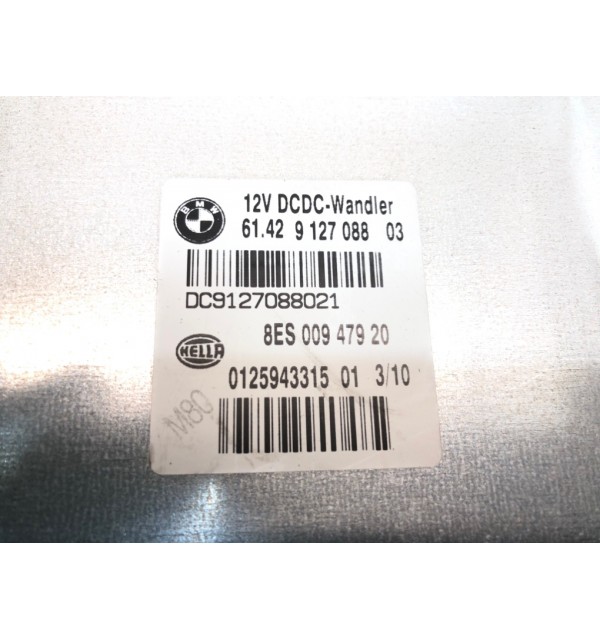 BMW
12V DCDC-Wandler
61.42 9 127 088 03
DC9127088021
8ES 009 479 20
HELLA
0125943315 01 3/10
M80